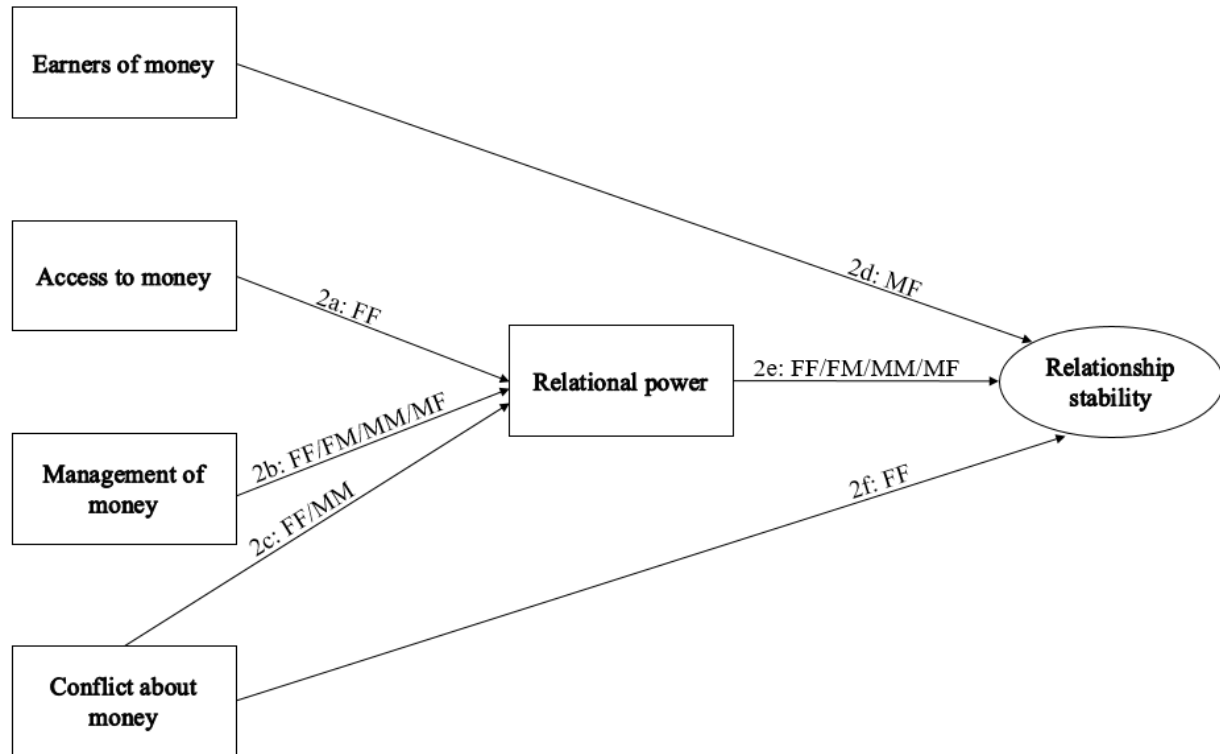 Earners of money
Access to money
2a: FF
2d: MF
Relational power
2e: FF/FM/MM/MF
Relationship
stability
Management of
money
2b: FF/FM/MM/MF
2c: FF/MM
2f: FF
Conflict about
money